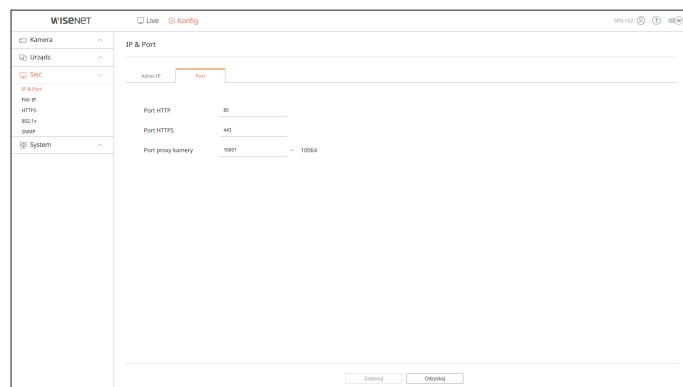 WISENET
Live Konfig
SPD-152
Kamera
IP & Port
Urządz.
Sieć
Adres IP Port
IP & Port
Filtr IP
HTTPS
802.1x
SNMP
System
Port HTTP 80
Port HTTPS 443
Port proxy kamery 10001 ~ 10064
Zastosuj Odzyskaj